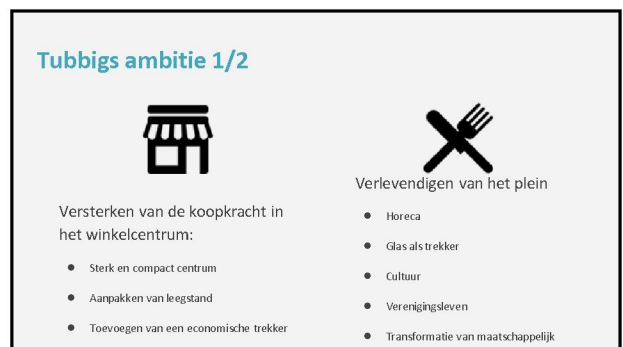 Tubbigs ambitie 1/2
Versterken van de koopkracht in
het winkelcentrum:
Sterk en compact centrum
Aanpakken van leegstand
Toevoegen van een economische trekker
Verlevendigen van het plein
Horeca
Glas als trekker
Cultuur
Verenigingsleven
Transformatie van maatschappelijk